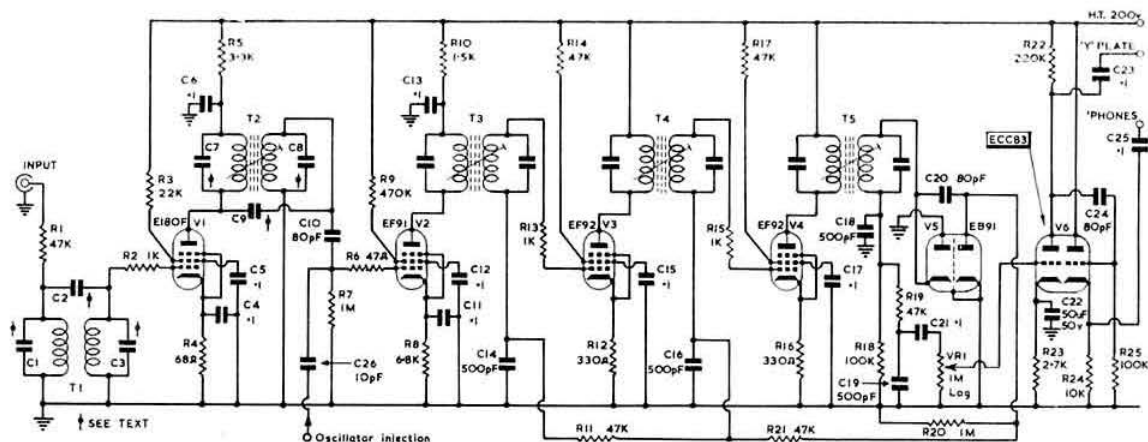 H.T. 200v
R5
3·3K
R10
1·5K
R14
47K
R17
47K
R22
220K
'Y' PLATE
C23
·1
C6
·1
C13
·1
'PHONES
C25
·1
T2
T3
T4
T5
ECC83
C7
C8
INPUT
R3
22K
R9
470K
C20 80pF
C9
C10
80pF
E180F V1
EF91 V2
EF92 V3
EF92 V4
C18
500pF
V5
EB91
V6
C24
80pF
R1
47K
R13
1K
R15
1K
R2 1K
R6 47Ω
C5
·1
C12
·1
C15
·1
C17
·1
C2
C4
·1
R7
1M
C11
·1
R19
47K
C21 ·1
C22
50uF
50v
C1
C3
R4
68Ω
R8
6·8K
C14
500pF
R12
330Ω
C16
500pF
R16
330Ω
R18
100K
VR1
1M
Log
R23
2·7K
R24
10K
R25
100K
T1
C26
10pF
C19
500pF
SEE TEXT
Oscillator injection
R11 47K
R21 47K
R20 1M